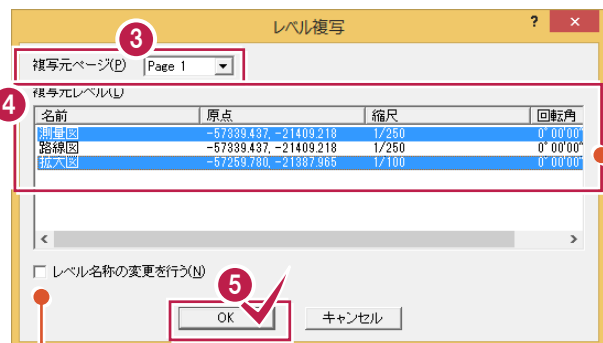 レベル複写 ? ×
3
複写元ページ(P) Page 1
複写元レベル(L)
4
名前 原点 縮尺 回転角
測量図 -57339.437, -21409.218 1/250 0°00'00"
路線図 -57339.437, -21409.218 1/250 0°00'00"
拡大図 -57259.780, -21387.965 1/100 0°00'00"
< >
レベル名称の変更を行う(N)
5
OK キャンセル